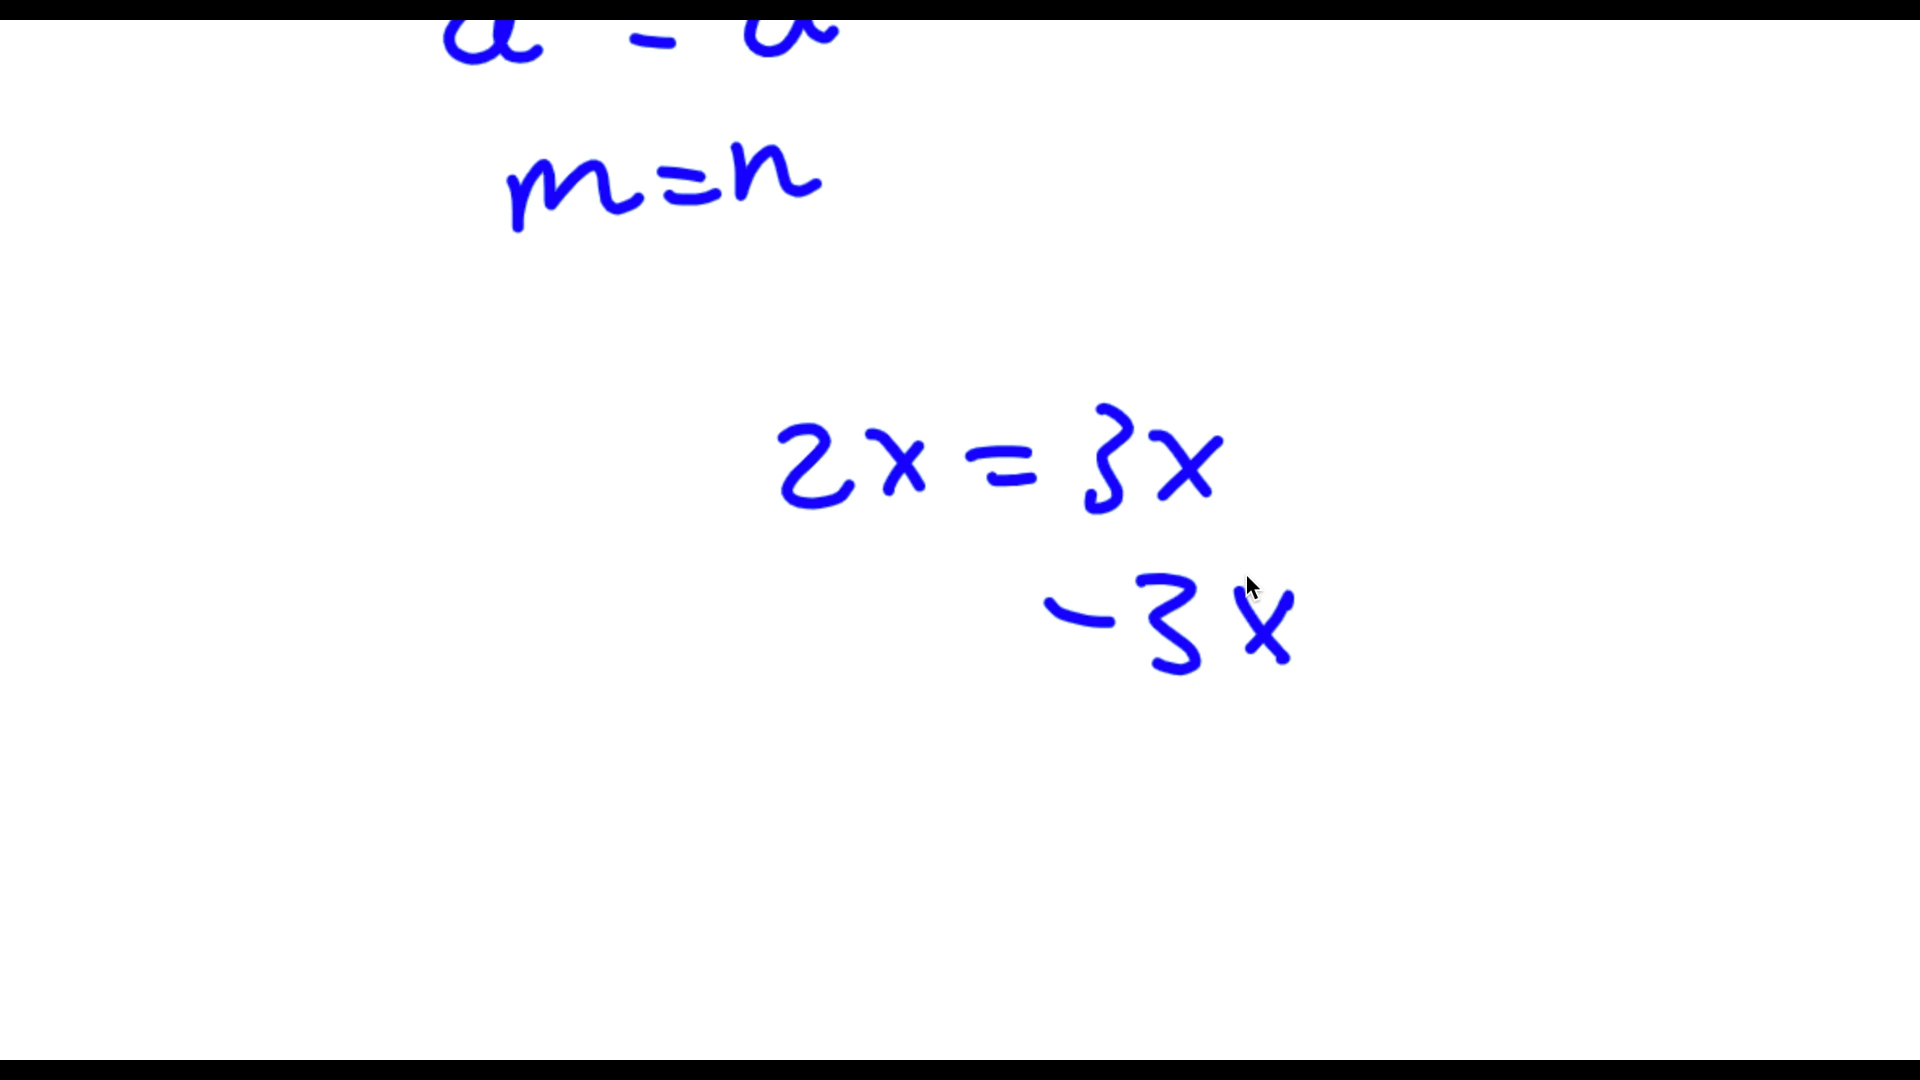 m=n
2x = 3x
-3x